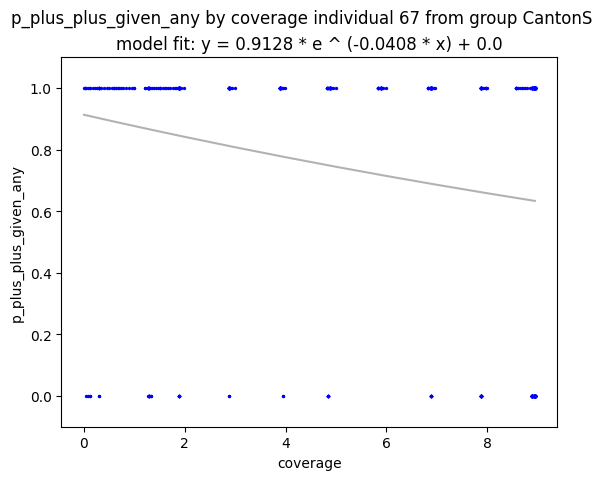 p_plus_plus_given_any by coverage individual 67 from group CantonS
model fit: y = 0.9128 * e ^ (-0.0408 * x) + 0.0
1.0
0.8
0.6
0.4
0.2
0.0
p_plus_plus_given_any
0 2 4 6 8
coverage